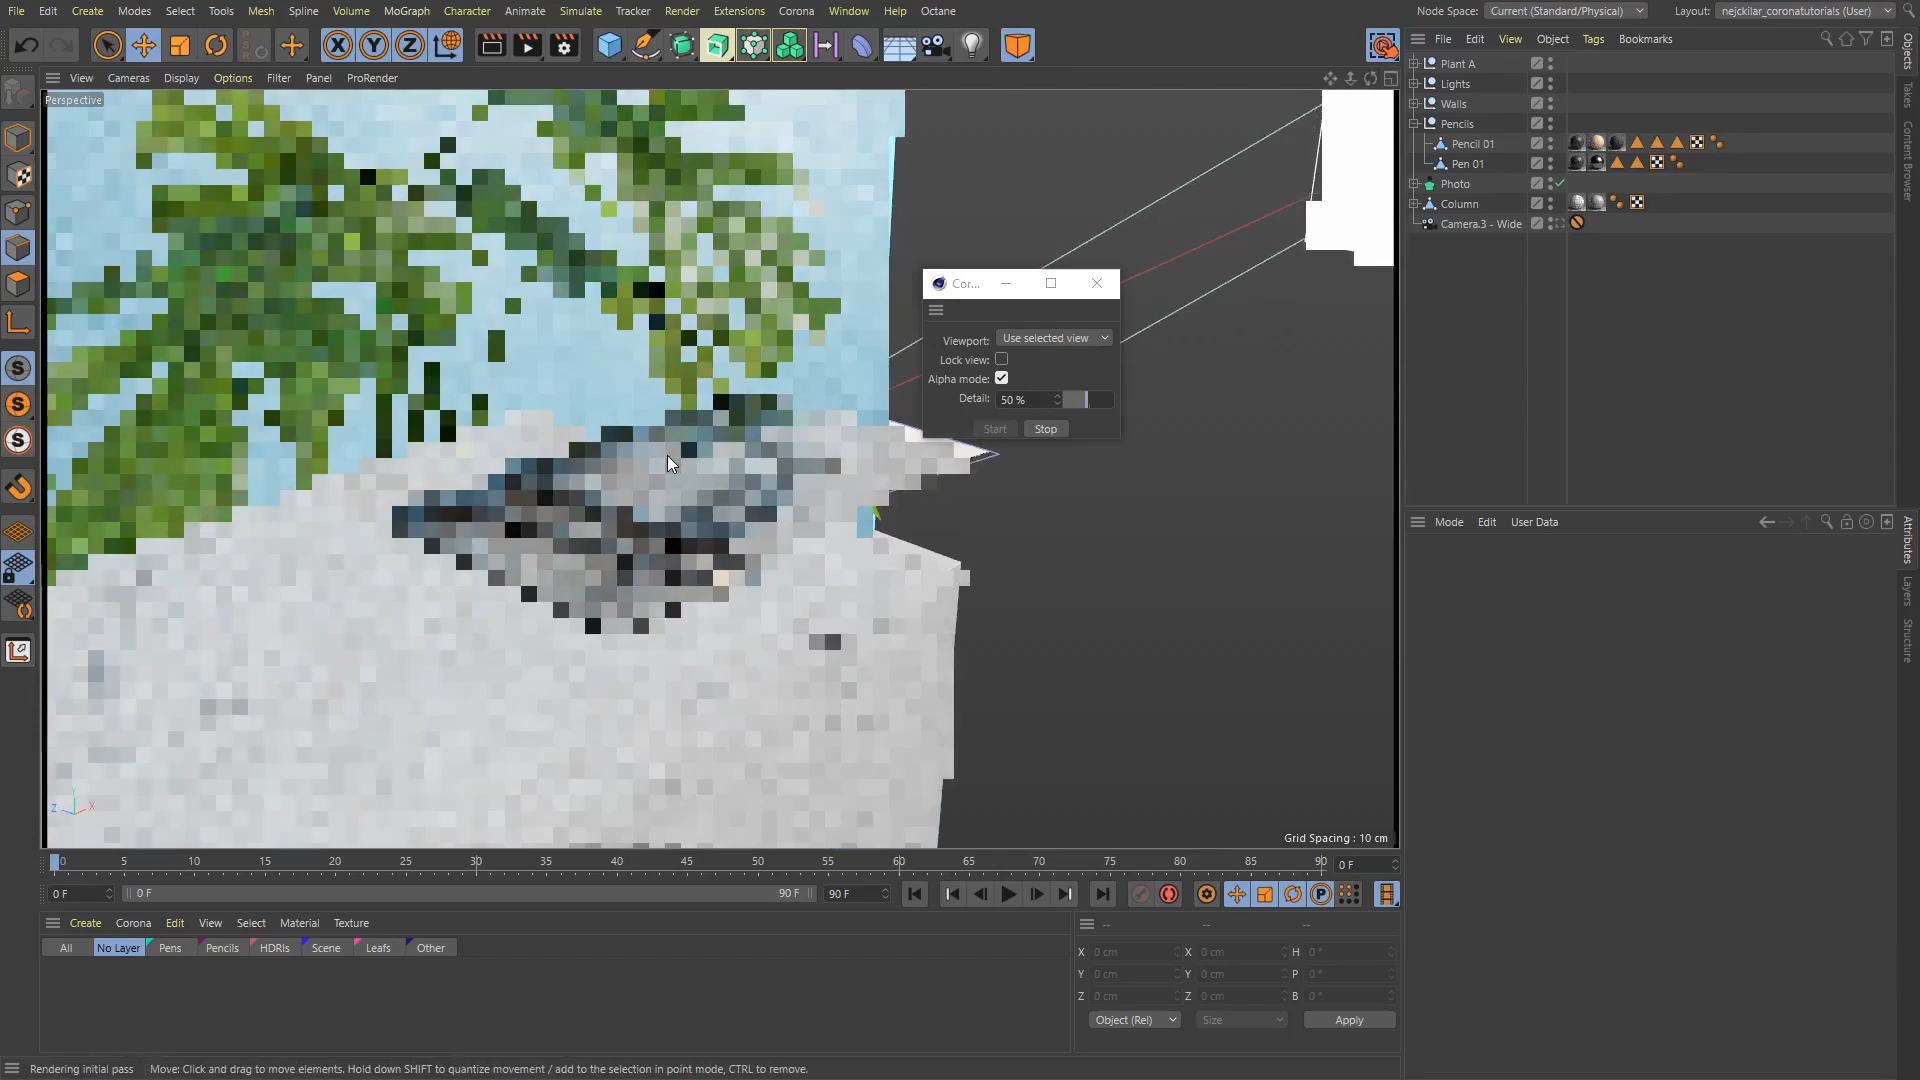 File Edit Create Modes Select Tools Mesh Spline Volume MoGraph Character Animate Simulate Tracker Render Extensions Corona Window Help Octane
Node Space: Current (Standard/Physical) Layout: nejckilar_coronatutorials (User)
File Edit View Object Tags Bookmarks
View Cameras Display Options Filter Panel ProRender
Perspective
Plant A
Lights
Walls
Pencils
Pencil 01
Pen 01
Photo
Column
Camera.3 - Wide
Objects
Takes
Content Browser
Cor...
Viewport: Use selected view
Lock view:
Alpha mode:
Detail: 50 %
Start Stop
Mode Edit User Data
Attributes
Layers
Structure
Y
Z X
Grid Spacing : 10 cm
0 5 10 15 20 25 30 35 40 45 50 55 60 65 70 75 80 85 90 0 F
0 F 0 F 90 F 90 F
Create Corona Edit View Select Material Texture
-- -- --
All No Layer Pens Pencils HDRIs Scene Leafs Other
X 0 cm X 0 cm H 0 °
Y 0 cm Y 0 cm P 0 °
Z 0 cm Z 0 cm B 0 °
Object (Rel) Size Apply
Rendering initial pass Move: Click and drag to move elements. Hold down SHIFT to quantize movement / add to the selection in point mode, CTRL to remove.